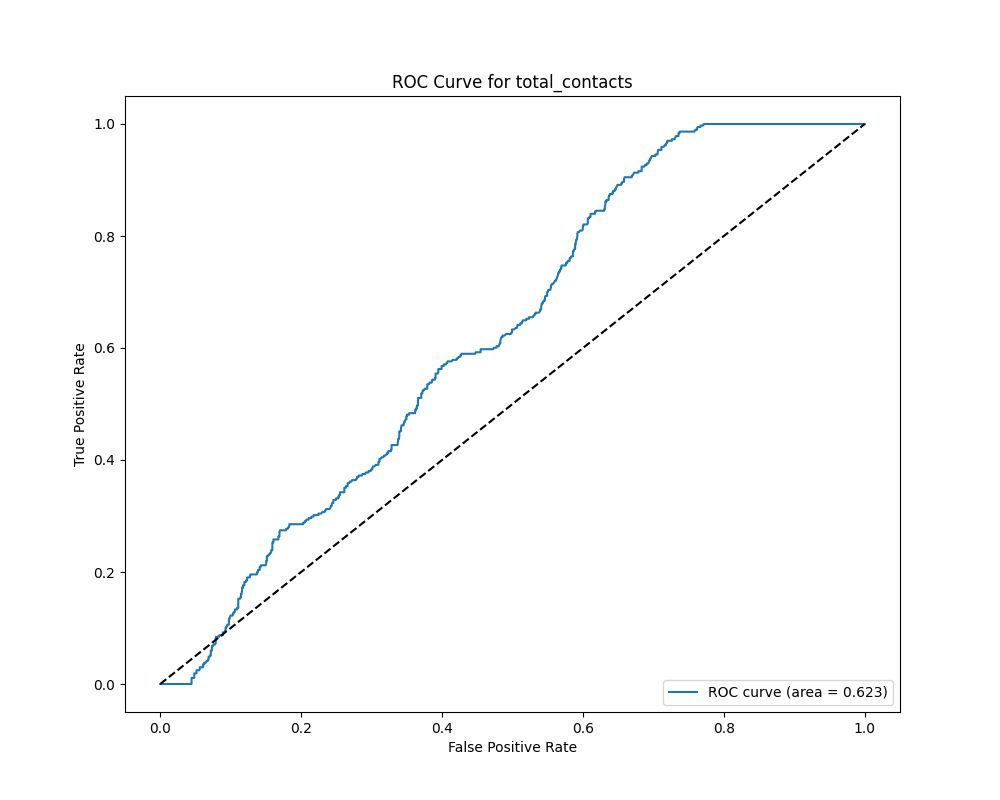 ROC Curve for total_contacts
True Positive Rate
1.0
0.8
0.6
0.4
0.2
0.0
0.0 0.2 0.4 0.6 0.8 1.0
False Positive Rate
ROC curve (area = 0.623)